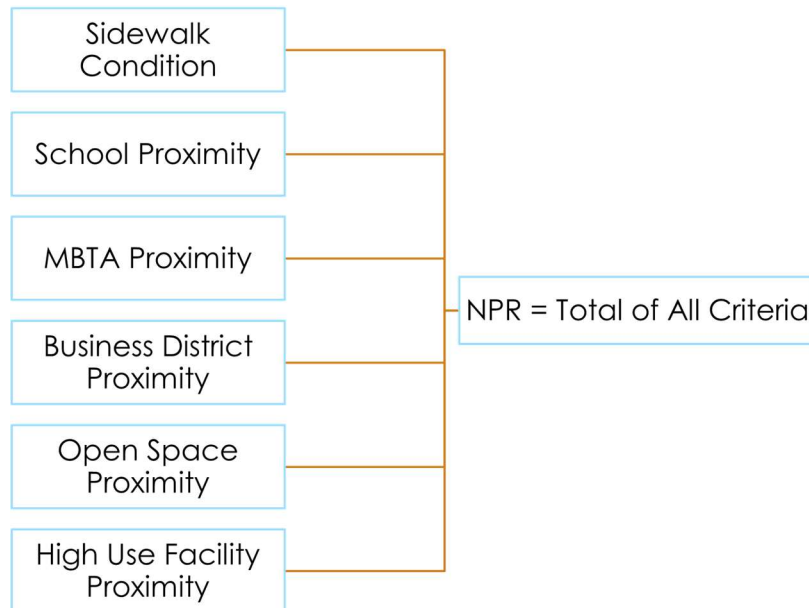 Sidewalk
Condition
School Proximity
MBTA Proximity
Business District
Proximity
Open Space
Proximity
High Use Facility
Proximity
NPR = Total of All Criteria